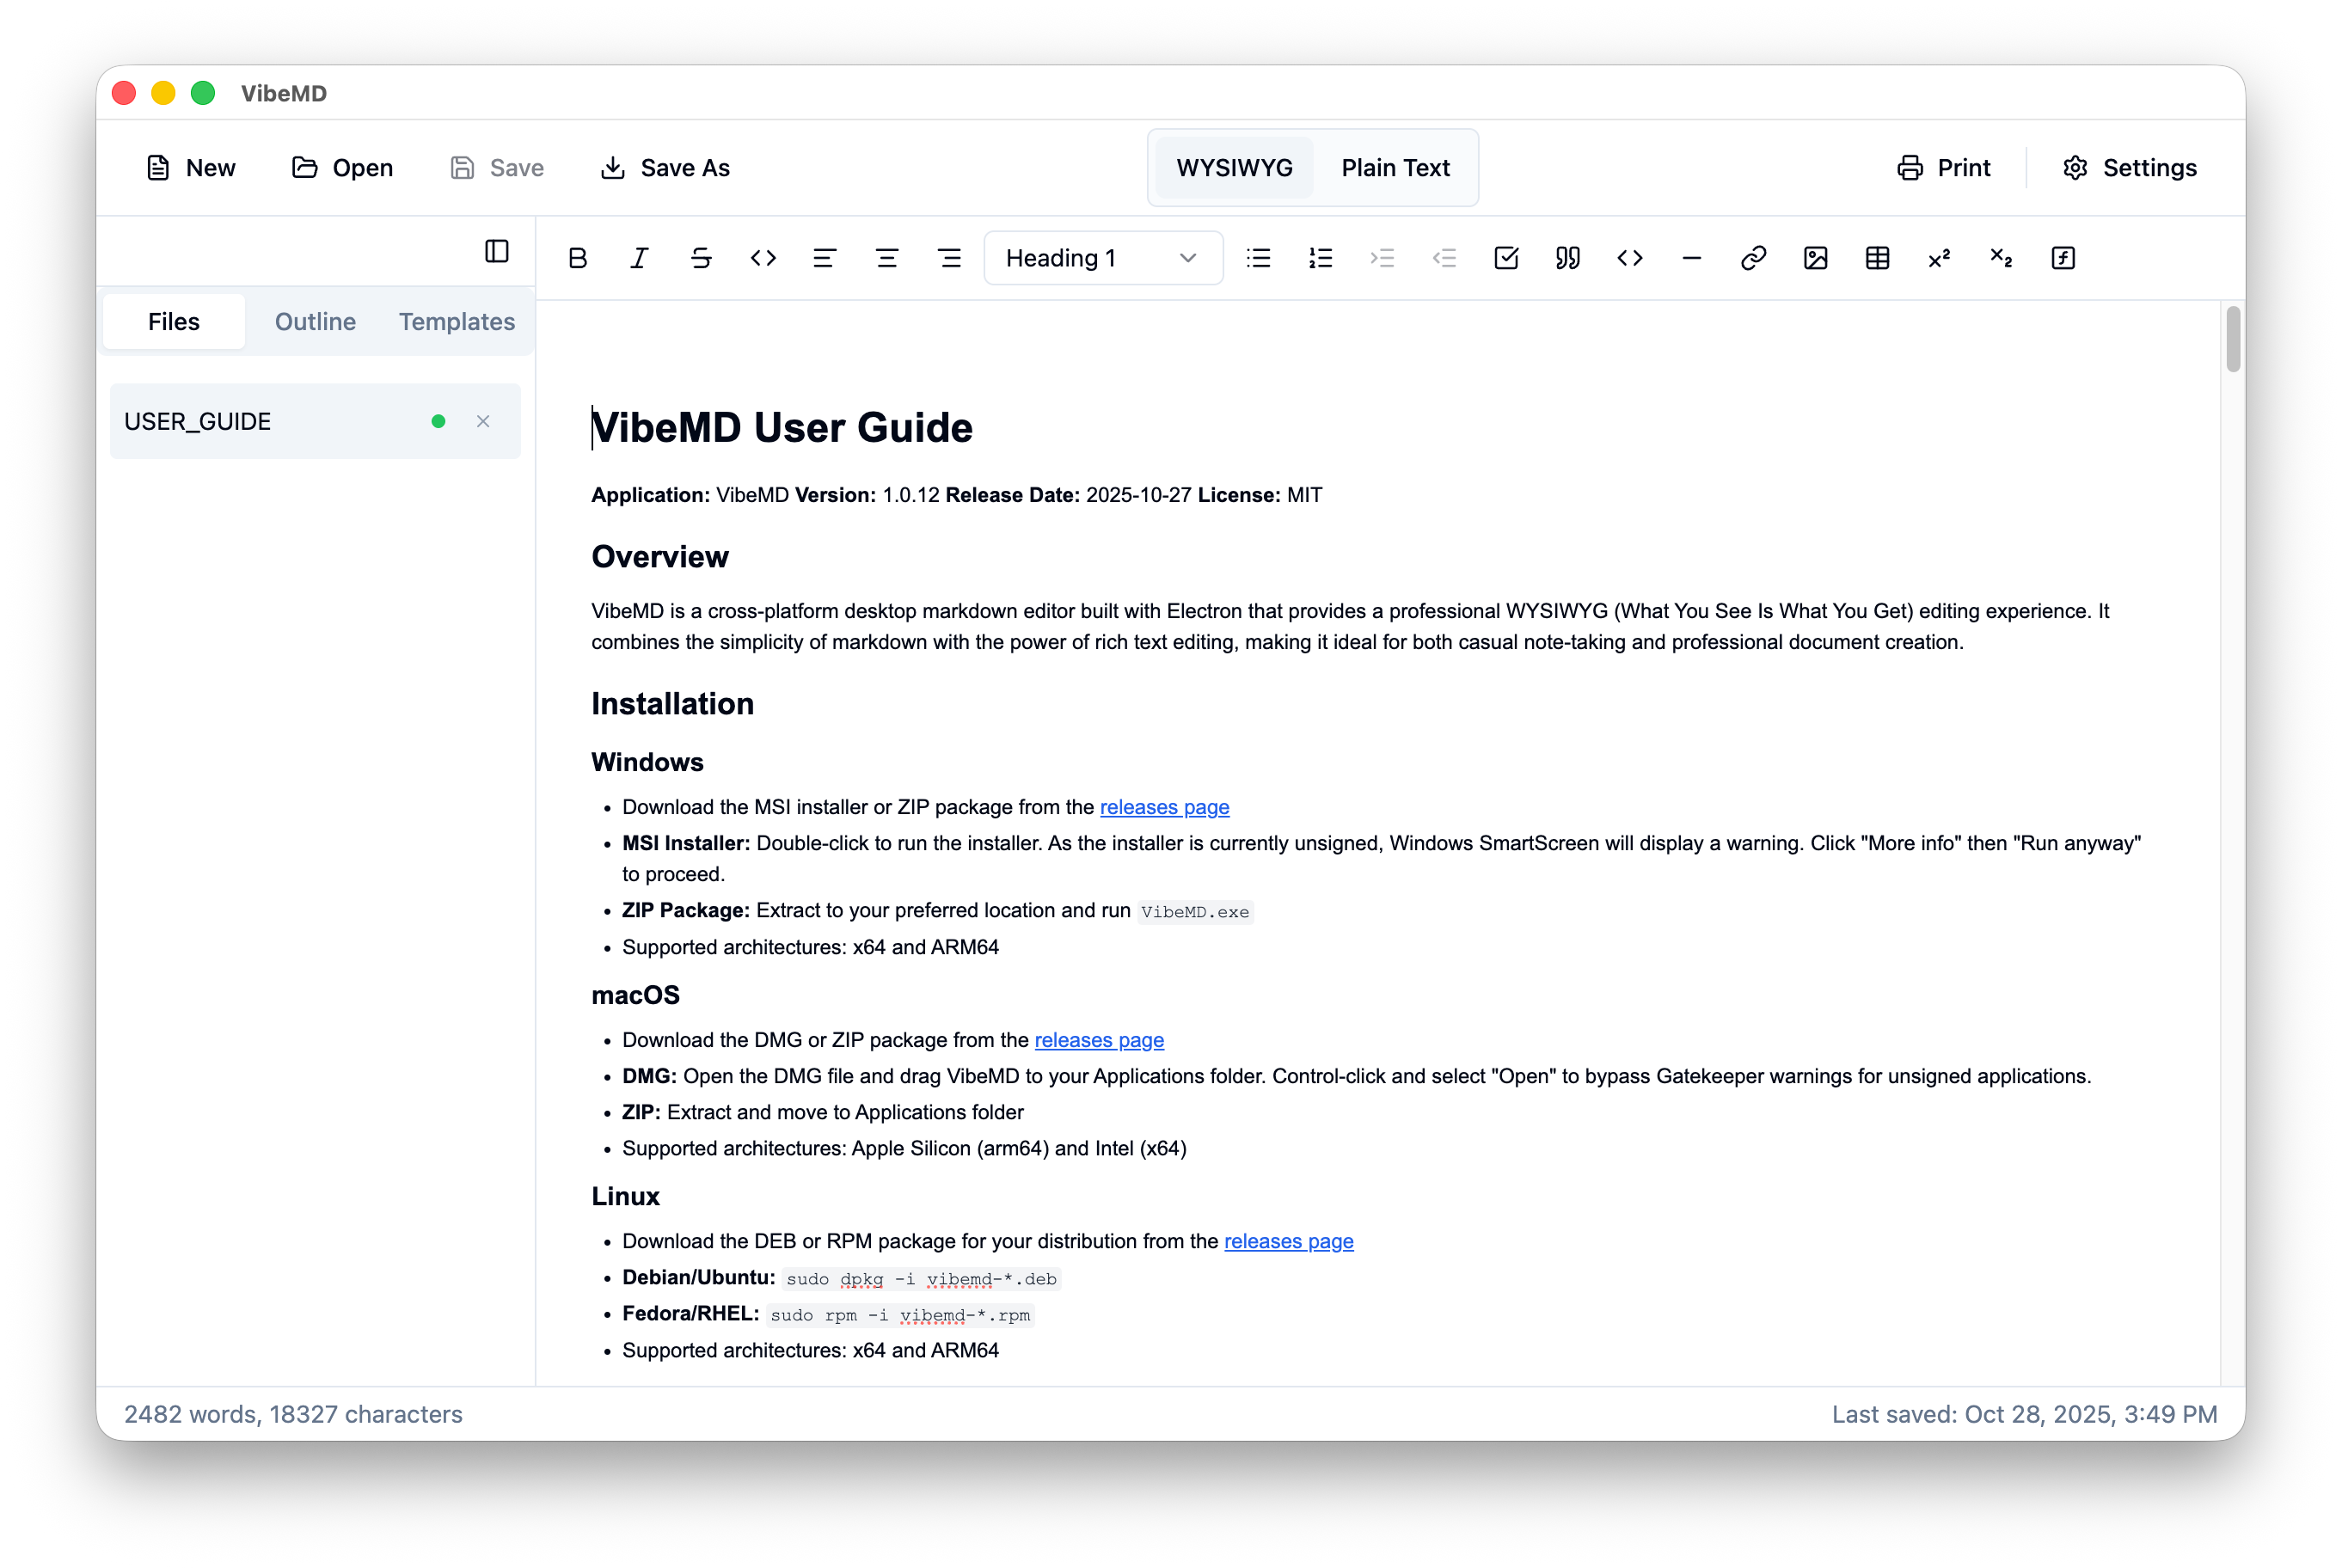 VibeMD
New Open Save Save As WYSIWYG Plain Text Print Settings
Heading 1
Files Outline Templates
USER_GUIDE
VibeMD User Guide
Application: VibeMD Version: 1.0.12 Release Date: 2025-10-27 License: MIT
Overview
VibeMD is a cross-platform desktop markdown editor built with Electron that provides a professional WYSIWYG (What You See Is What You Get) editing experience. It
combines the simplicity of markdown with the power of rich text editing, making it ideal for both casual note-taking and professional document creation.
Installation
Windows
• Download the MSI installer or ZIP package from the releases page
• MSI Installer: Double-click to run the installer. As the installer is currently unsigned, Windows SmartScreen will display a warning. Click "More info" then "Run anyway"
to proceed.
• ZIP Package: Extract to your preferred location and run VibeMD.exe
• Supported architectures: x64 and ARM64
macOS
• Download the DMG or ZIP package from the releases page
• DMG: Open the DMG file and drag VibeMD to your Applications folder. Control-click and select "Open" to bypass Gatekeeper warnings for unsigned applications.
• ZIP: Extract and move to Applications folder
• Supported architectures: Apple Silicon (arm64) and Intel (x64)
Linux
• Download the DEB or RPM package for your distribution from the releases page
• Debian/Ubuntu: sudo dpkg -i vibemd-*.deb
• Fedora/RHEL: sudo rpm -i vibemd-*.rpm
• Supported architectures: x64 and ARM64
2482 words, 18327 characters
Last saved: Oct 28, 2025, 3:49 PM